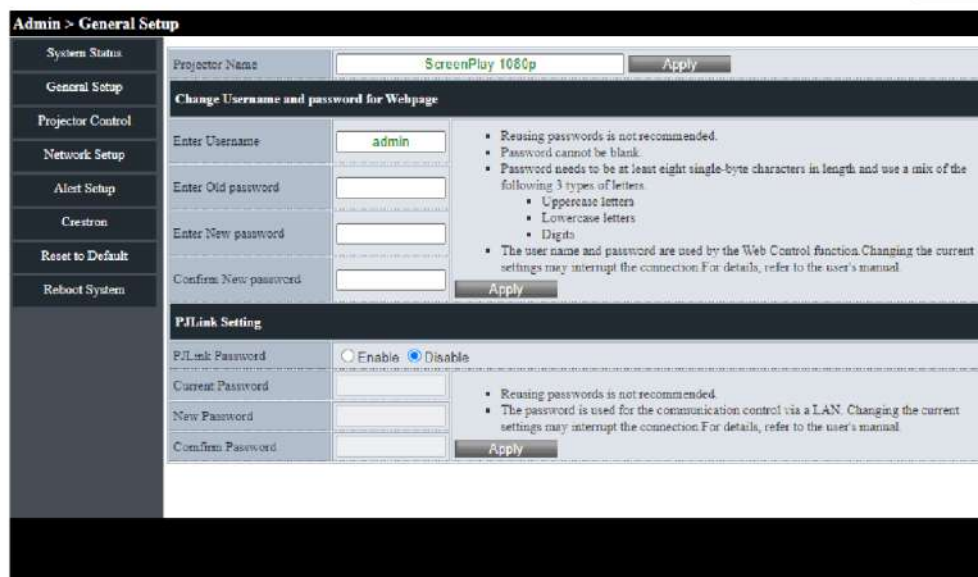 Admin > General Setup
System Status
General Setup
Projector Control
Network Setup
Alert Setup
Crestron
Reset to Default
Reboot System
Projector Name
ScreenPlay 1080p
Apply
Change Username and password for Webpage
Enter Username
admin
Enter Old password
Enter New password
Confirm New password
Reusing passwords is not recommended.
Password cannot be blank.
Password needs to be at least eight single-byte characters in length and use a mix of the
following 3 types of letters.
Uppercase letters
Lowercase letters
Digits
The user name and password are used by the Web Control function.Changing the current
settings may interrupt the connection.For details, refer to the user's manual.
Apply
PJLink Setting
PJLink Password
Enable Disable
Current Password
New Password
Comfirm Password
Reusing passwords is not recommended.
The password is used for the communication control via a LAN. Changing the current
settings may interrupt the connection.For details, refer to the user's manual.
Apply